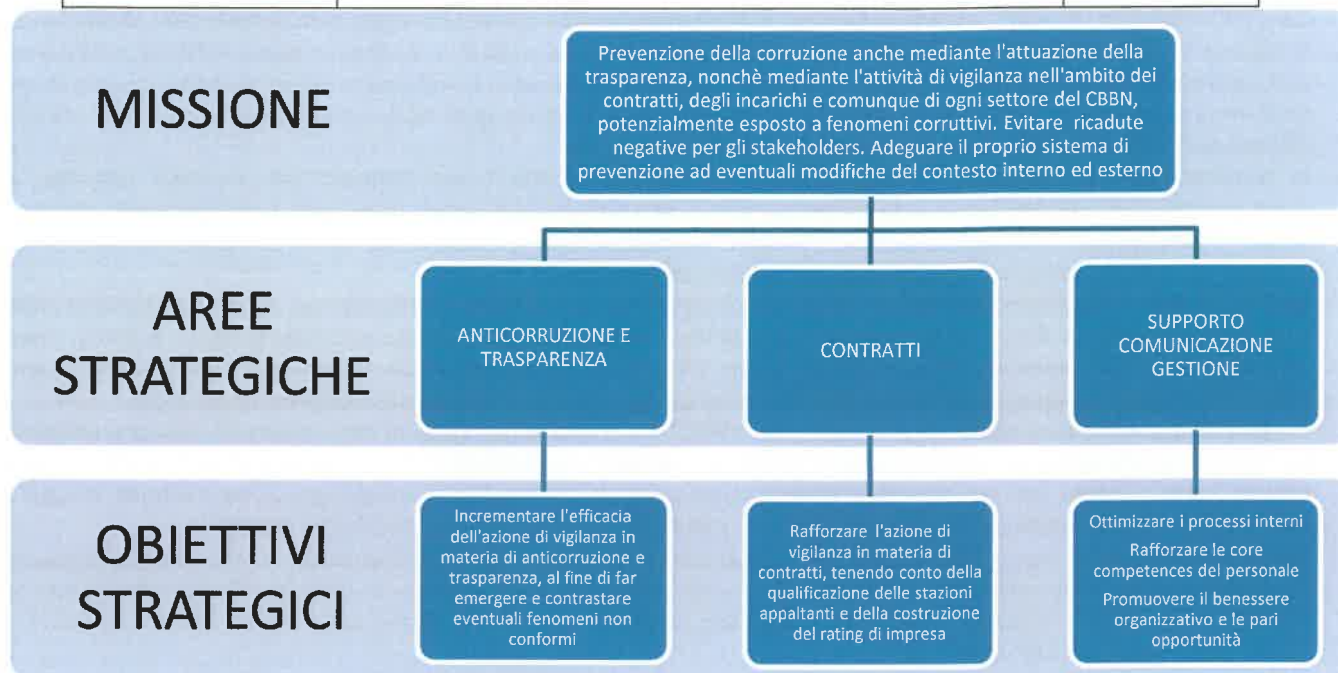 MISSIONE
Prevenzione della corruzione anche mediante l'attuazione della
trasparenza, nonchè mediante l'attività di vigilanza nell'ambito dei
contratti, degli incarichi e comunque di ogni settore del CBBN,
potenzialmente esposto a fenomeni corruttivi. Evitare ricadute
negative per gli stakeholders. Adeguare il proprio sistema di
prevenzione ad eventuali modifiche del contesto interno ed esterno
AREE
STRATEGICHE
ANTICORRUZIONE E
TRASPARENZA
CONTRATTI
SUPPORTO
COMUNICAZIONE
GESTIONE
OBIETTIVI
STRATEGICI
Incrementare l'efficacia
dell'azione di vigilanza in
materia di anticorruzione e
trasparenza, al fine di far
emergere e contrastare
eventuali fenomeni non
conformi
Rafforzare l'azione di
vigilanza in materia di
contratti, tenendo conto della
qualificazione delle stazioni
appaltanti e della costruzione
del rating di impresa
Ottimizzare i processi interni
Rafforzare le core
competences del personale
Promuovere il benessere
organizzativo e le pari
opportunità